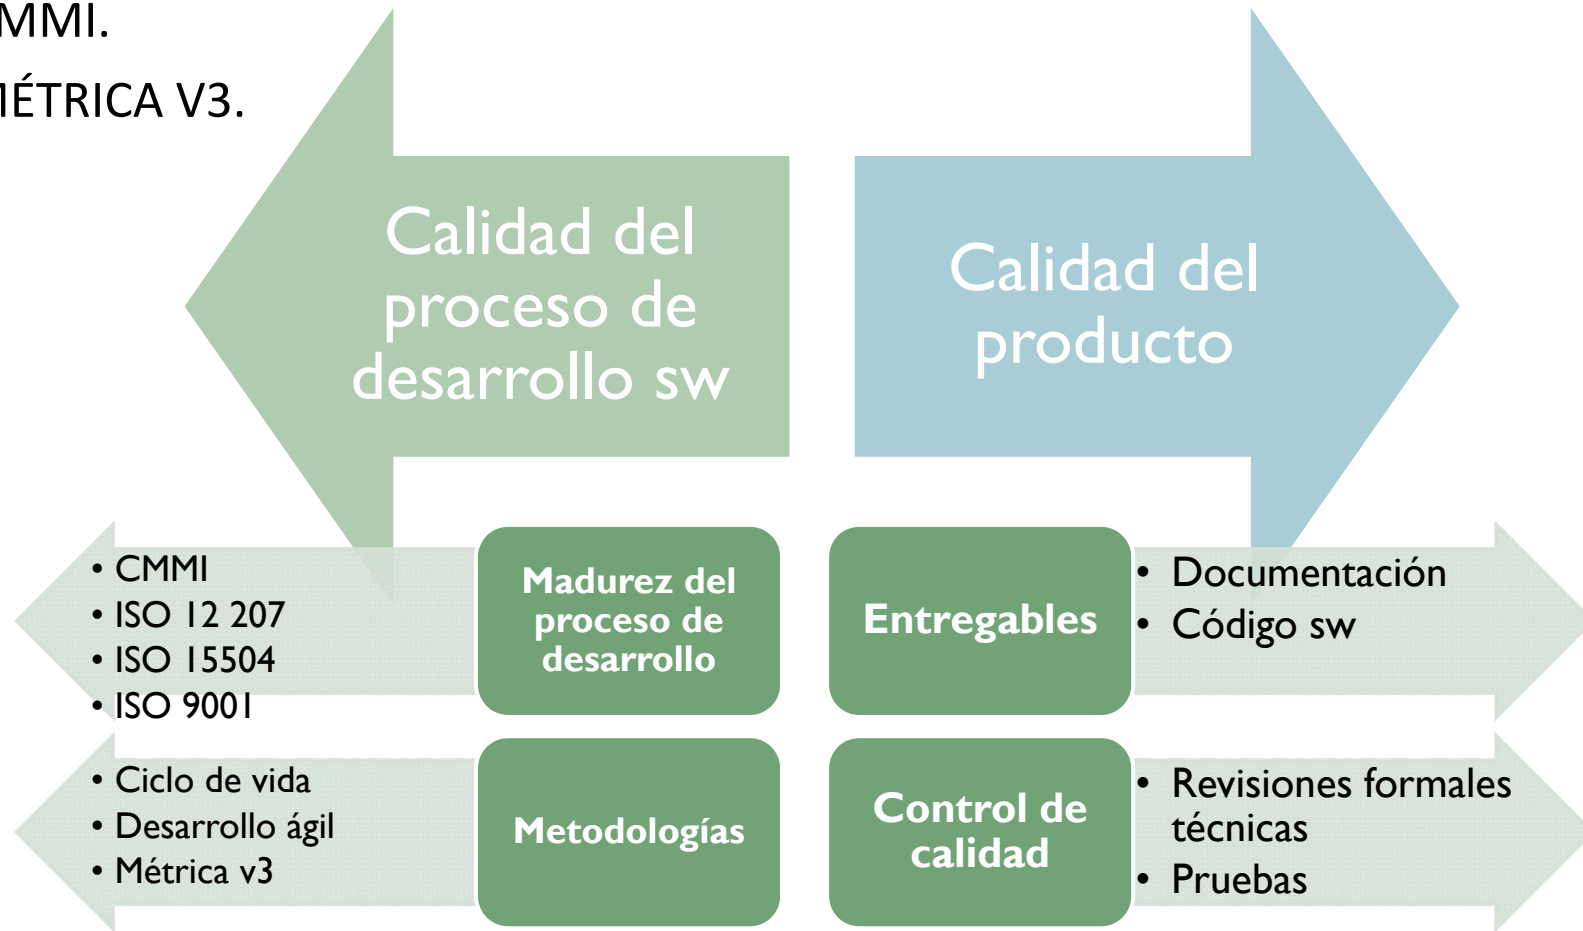 MMI.
MÉTRICA V3.
Calidad del
proceso de
desarrollo sw
Calidad del
producto
• CMMI
• ISO 12 207
• ISO 15504
• ISO 9001
Madurez del
proceso de
desarrollo
Entregables
• Documentación
• Código sw
• Ciclo de vida
• Desarrollo ágil
• Métrica v3
Metodologías
Control de
calidad
• Revisiones formales
técnicas
• Pruebas